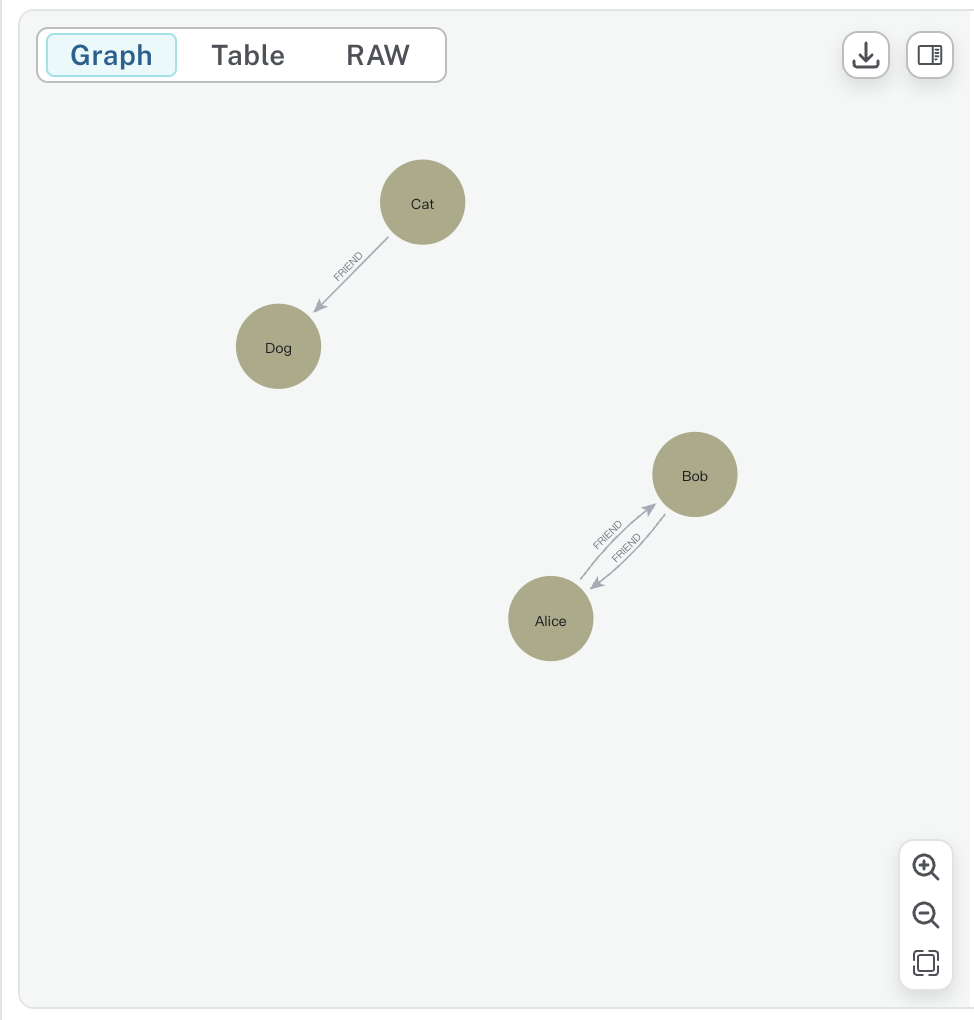 Graph Table RAW
Cat
FRIEND
Dog
Bob
FRIEND
FRIEND
Alice